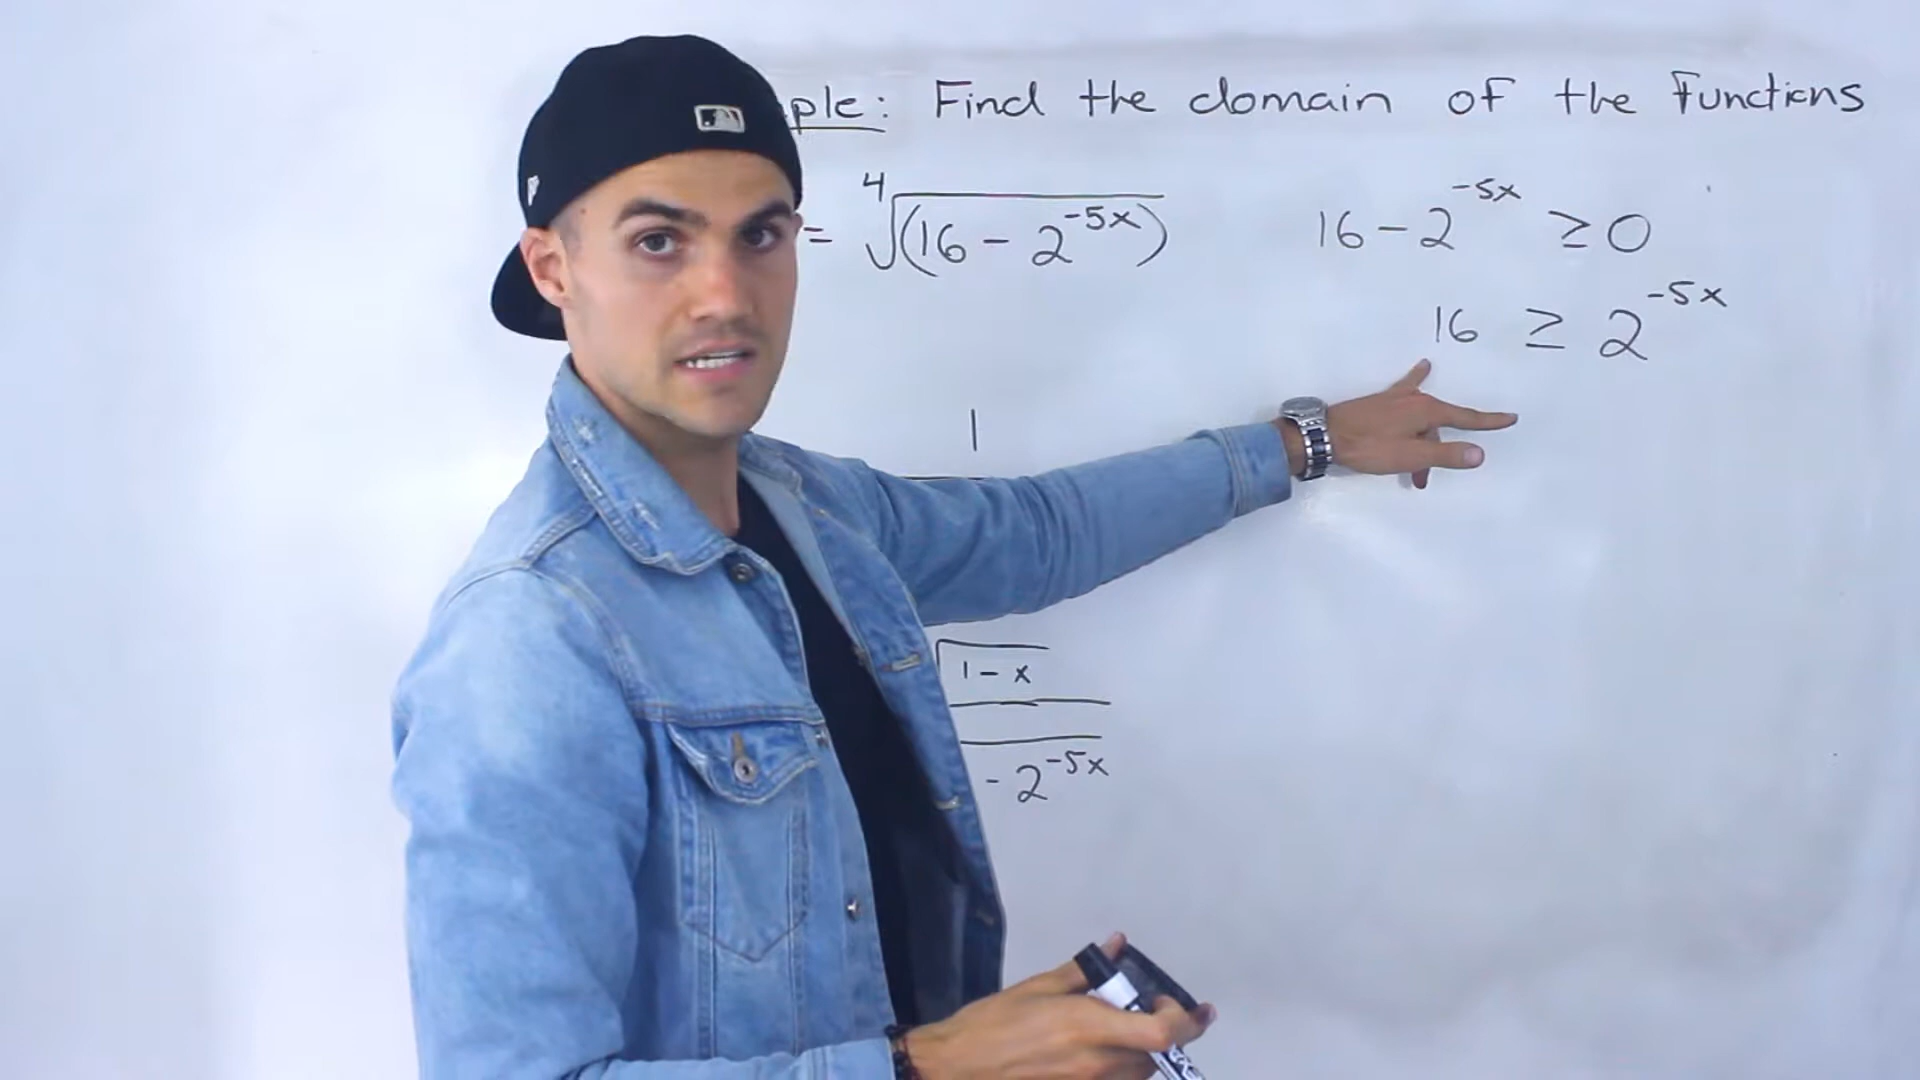 ple: Find the domain of the functions
= ∜(16 - 2^{-5x})
16 - 2^{-5x} ≥ 0
16 ≥ 2^{-5x}
1
√1 - x
- 2^{-5x}